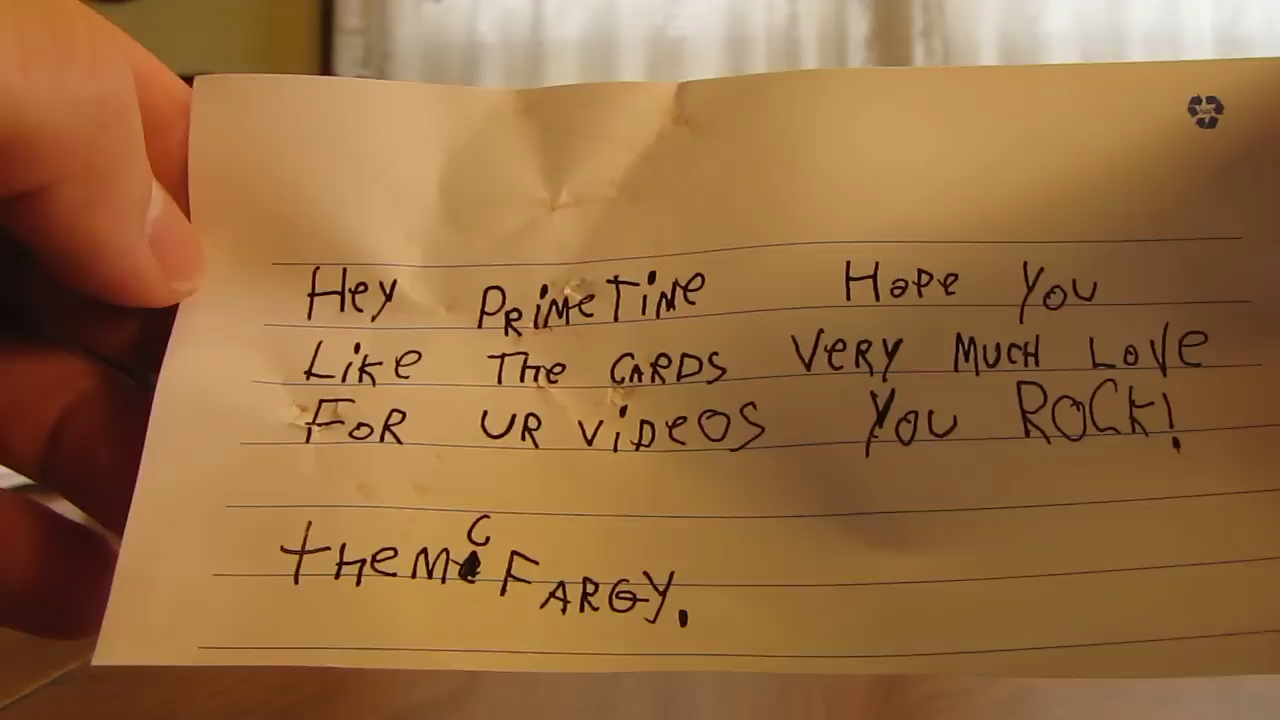 Hey PRiMeTiMe Hope You
Like The CARDS VeRY MUCH LOVe
FOR UR ViDeOS You ROCK!
theMcFARGY.